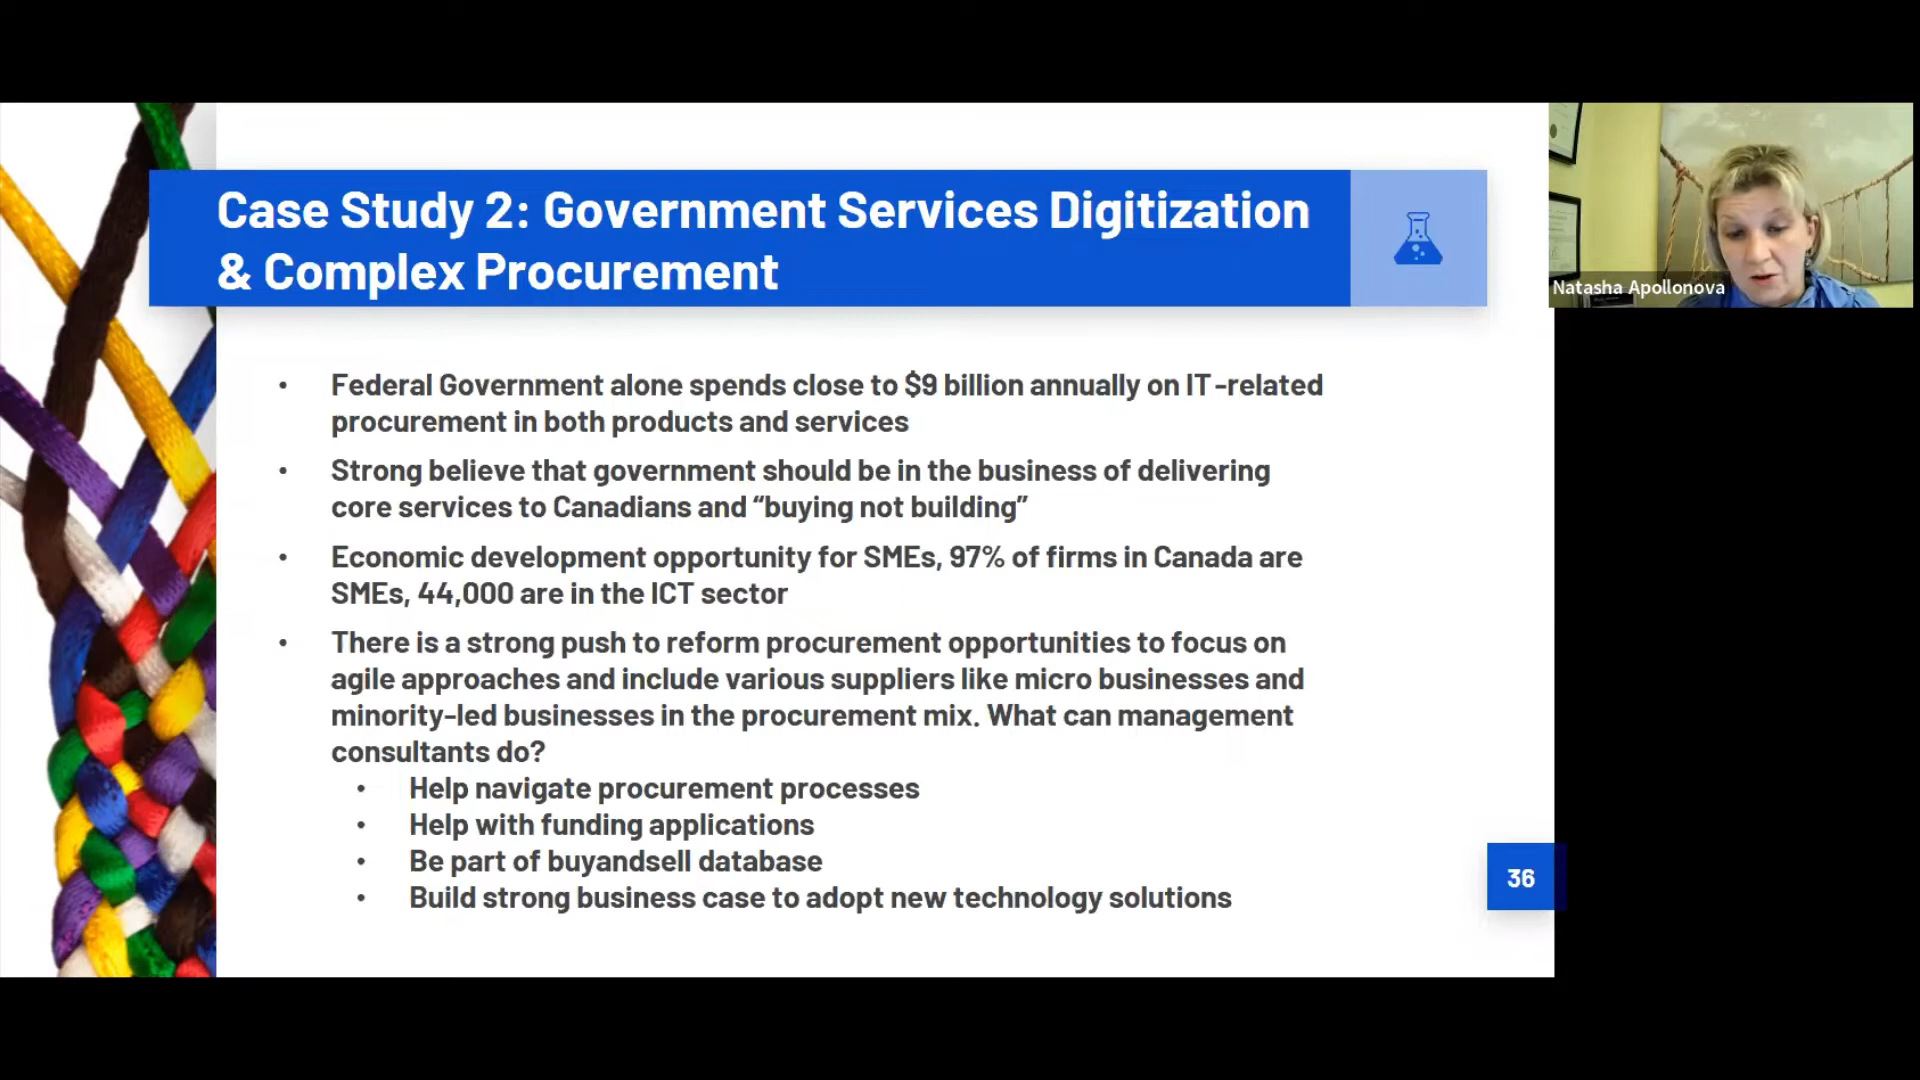 Case Study 2: Government Services Digitization
& Complex Procurement
Natasha Apollonova
• Federal Government alone spends close to $9 billion annually on IT-related
procurement in both products and services
• Strong believe that government should be in the business of delivering
core services to Canadians and “buying not building”
• Economic development opportunity for SMEs, 97% of firms in Canada are
SMEs, 44,000 are in the ICT sector
• There is a strong push to reform procurement opportunities to focus on
agile approaches and include various suppliers like micro businesses and
minority-led businesses in the procurement mix. What can management
consultants do?
• Help navigate procurement processes
• Help with funding applications
• Be part of buyandsell database
• Build strong business case to adopt new technology solutions
36